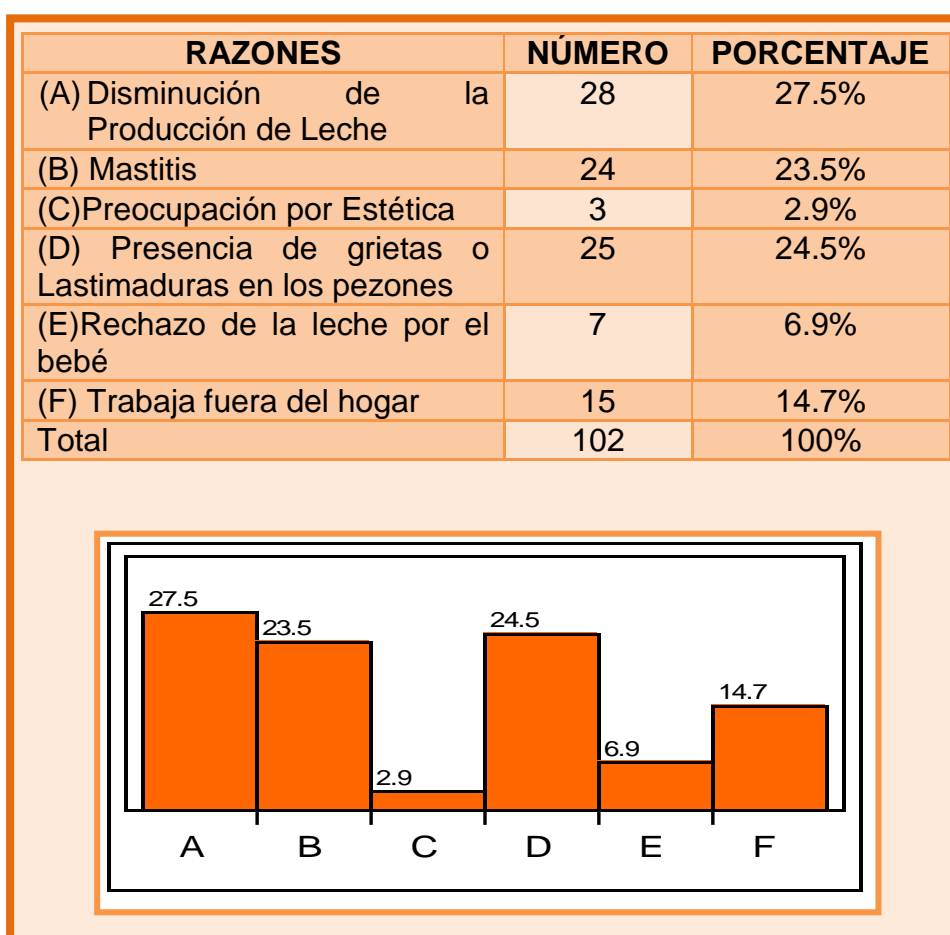 RAZONES NÚMERO PORCENTAJE
(A) Disminución de la 28 27.5%
Producción de Leche
(B) Mastitis 24 23.5%
(C)Preocupación por Estética 3 2.9%
(D) Presencia de grietas o 25 24.5%
Lastimaduras en los pezones
(E)Rechazo de la leche por el 7 6.9%
bebé
(F) Trabaja fuera del hogar 15 14.7%
Total 102 100%
27.5 23.5 2.9 24.5 6.9 14.7
A B C D E F